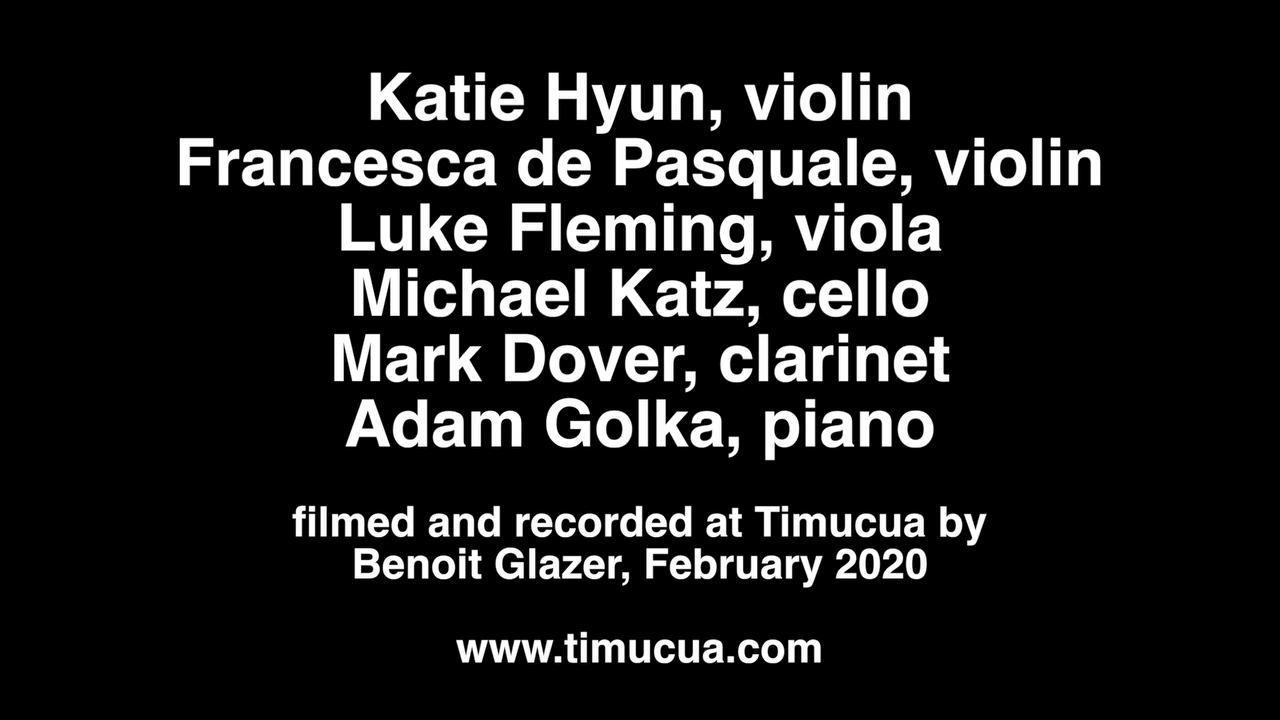 Katie Hyun, violin
Francesca de Pasquale, violin
Luke Fleming, viola
Michael Katz, cello
Mark Dover, clarinet
Adam Golka, piano
filmed and recorded at Timucua by
Benoit Glazer, February 2020
www.timucua.com